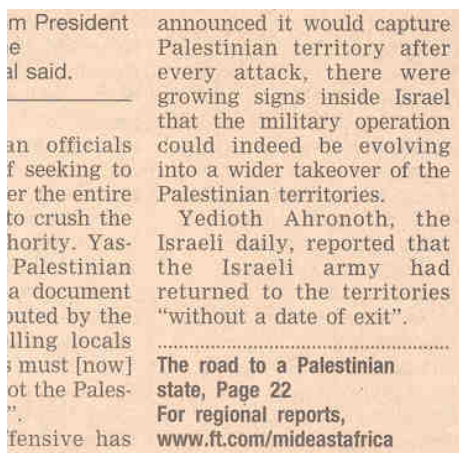 m President
e
al said.
an officials
f seeking to
er the entire
to crush the
hority. Yas-
Palestinian
a document
outed by the
lling locals
s must [now]
ot the Pales-
”.
fensive has
announced it would capture
Palestinian territory after
every attack, there were
growing signs inside Israel
that the military operation
could indeed be evolving
into a wider takeover of the
Palestinian territories.
Yedioth Ahronoth, the
Israeli daily, reported that
the Israeli army had
returned to the territories
“without a date of exit”.
The road to a Palestinian
state, Page 22
For regional reports,
www.ft.com/mideastafrica